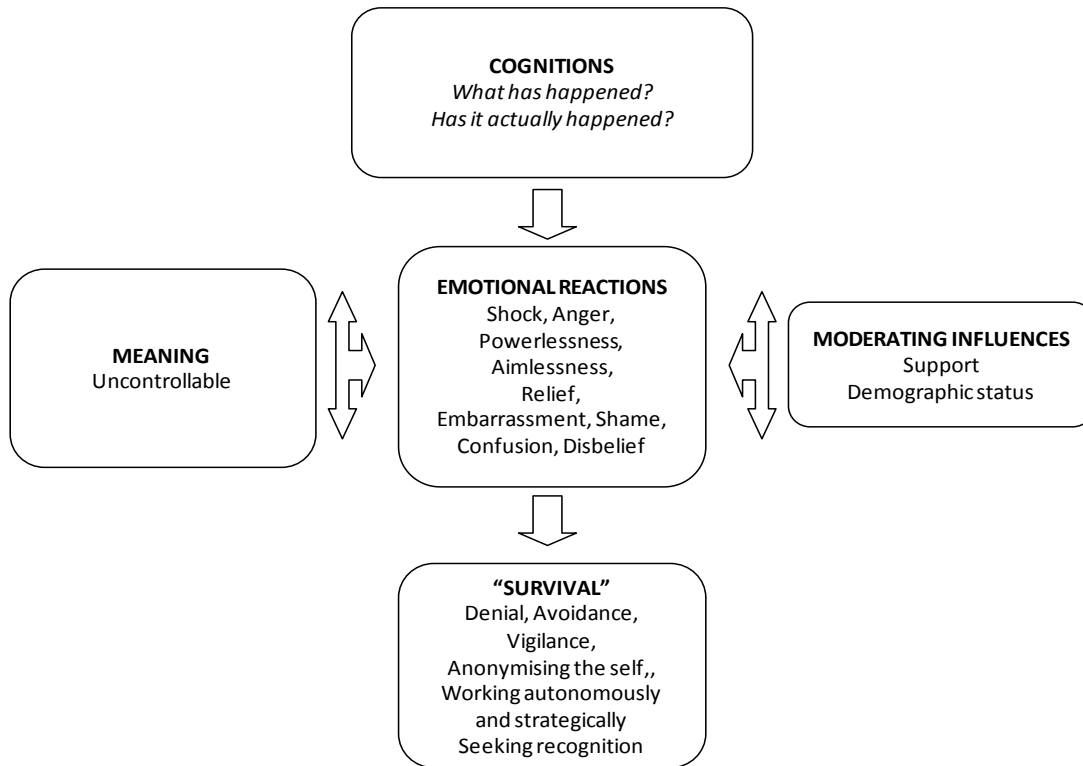 COGNITIONS
What has happened?
Has it actually happened?
EMOTIONAL REACTIONS
Shock, Anger,
Powerlessness,
Aimlessness,
Relief,
Embarrassment, Shame,
Confusion, Disbelief
MEANING
Uncontrollable
MODERATING INFLUENCES
Support
Demographic status
“SURVIVAL”
Denial, Avoidance,
Vigilance,
Anonymising the self,,
Working autonomously
and strategically
Seeking recognition